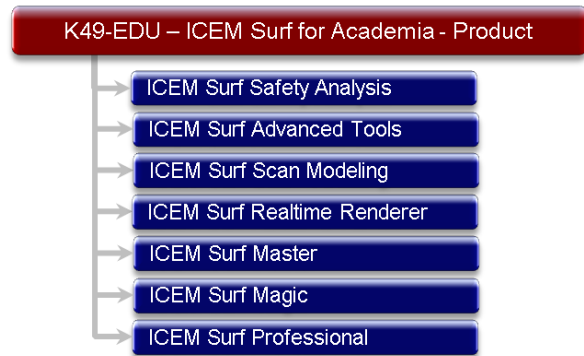 K49-EDU – ICEM Surf for Academia - Product
ICEM Surf Safety Analysis
ICEM Surf Advanced Tools
ICEM Surf Scan Modeling
ICEM Surf Realtime Renderer
ICEM Surf Master
ICEM Surf Magic
ICEM Surf Professional